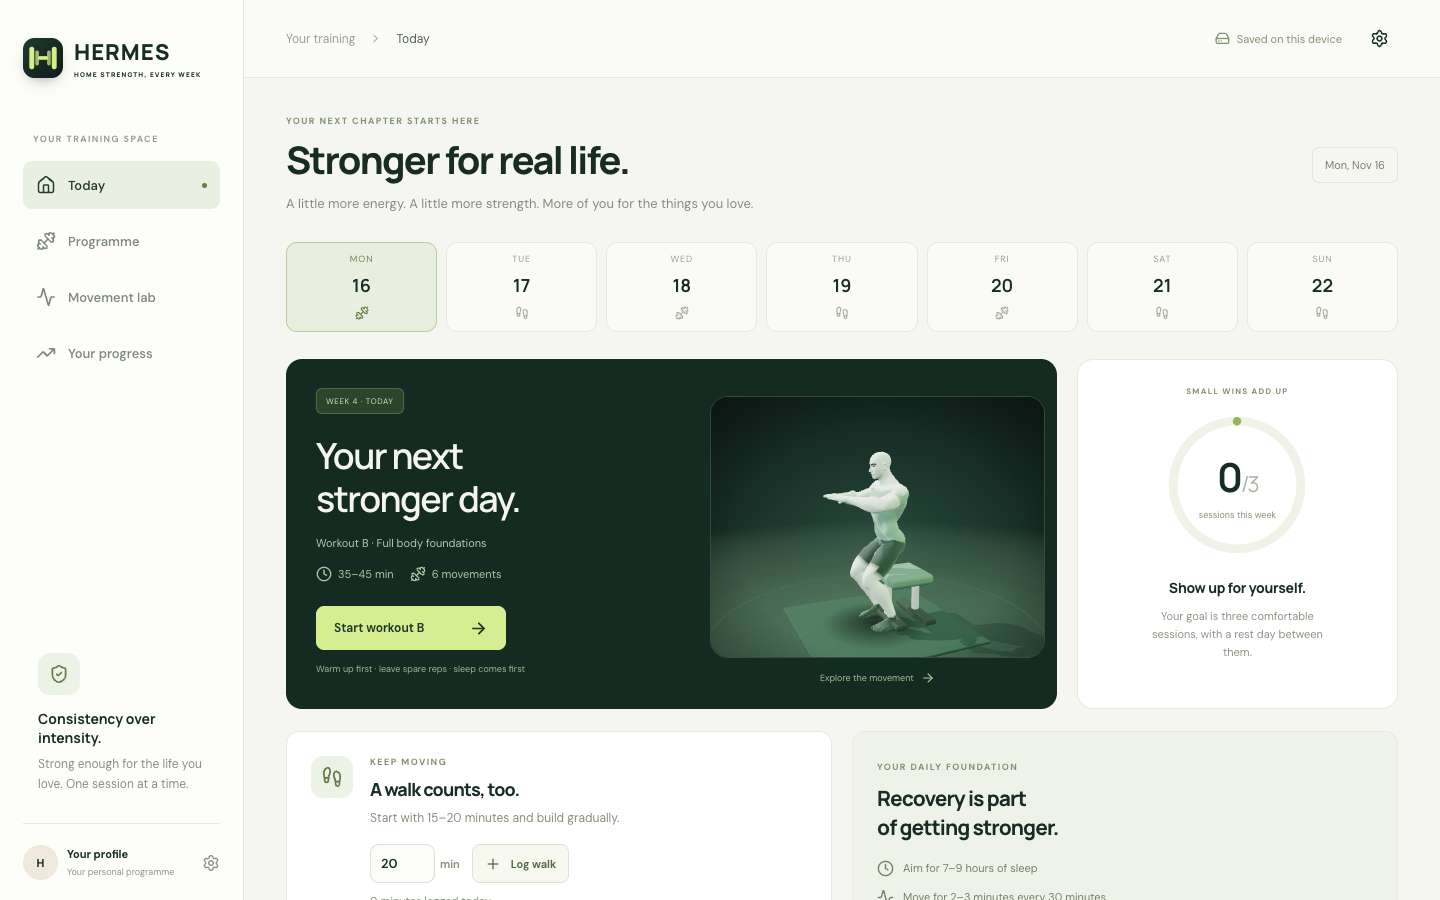 HERMES
HOME STRENGTH, EVERY WEEK
YOUR TRAINING SPACE
Today
Programme
Movement lab
Your progress
Consistency over
intensity.
Strong enough for the life you
love. One session at a time.
H
Your profile
Your personal programme
Your training
Today
Saved on this device
YOUR NEXT CHAPTER STARTS HERE
Stronger for real life.
A little more energy. A little more strength. More of you for the things you love.
Mon, Nov 16
MON
16
TUE
17
WED
18
THU
19
FRI
20
SAT
21
SUN
22
WEEK 4 · TODAY
Your next
stronger day.
Workout B · Full body foundations
35–45 min
6 movements
Start workout B
Warm up first · leave spare reps · sleep comes first
Explore the movement
SMALL WINS ADD UP
0/3
sessions this week
Show up for yourself.
Your goal is three comfortable
sessions, with a rest day between
them.
KEEP MOVING
A walk counts, too.
Start with 15–20 minutes and build gradually.
20
min
Log walk
0 minutes logged today
YOUR DAILY FOUNDATION
Recovery is part
of getting stronger.
Aim for 7–9 hours of sleep
Move for 2–3 minutes every 30 minutes